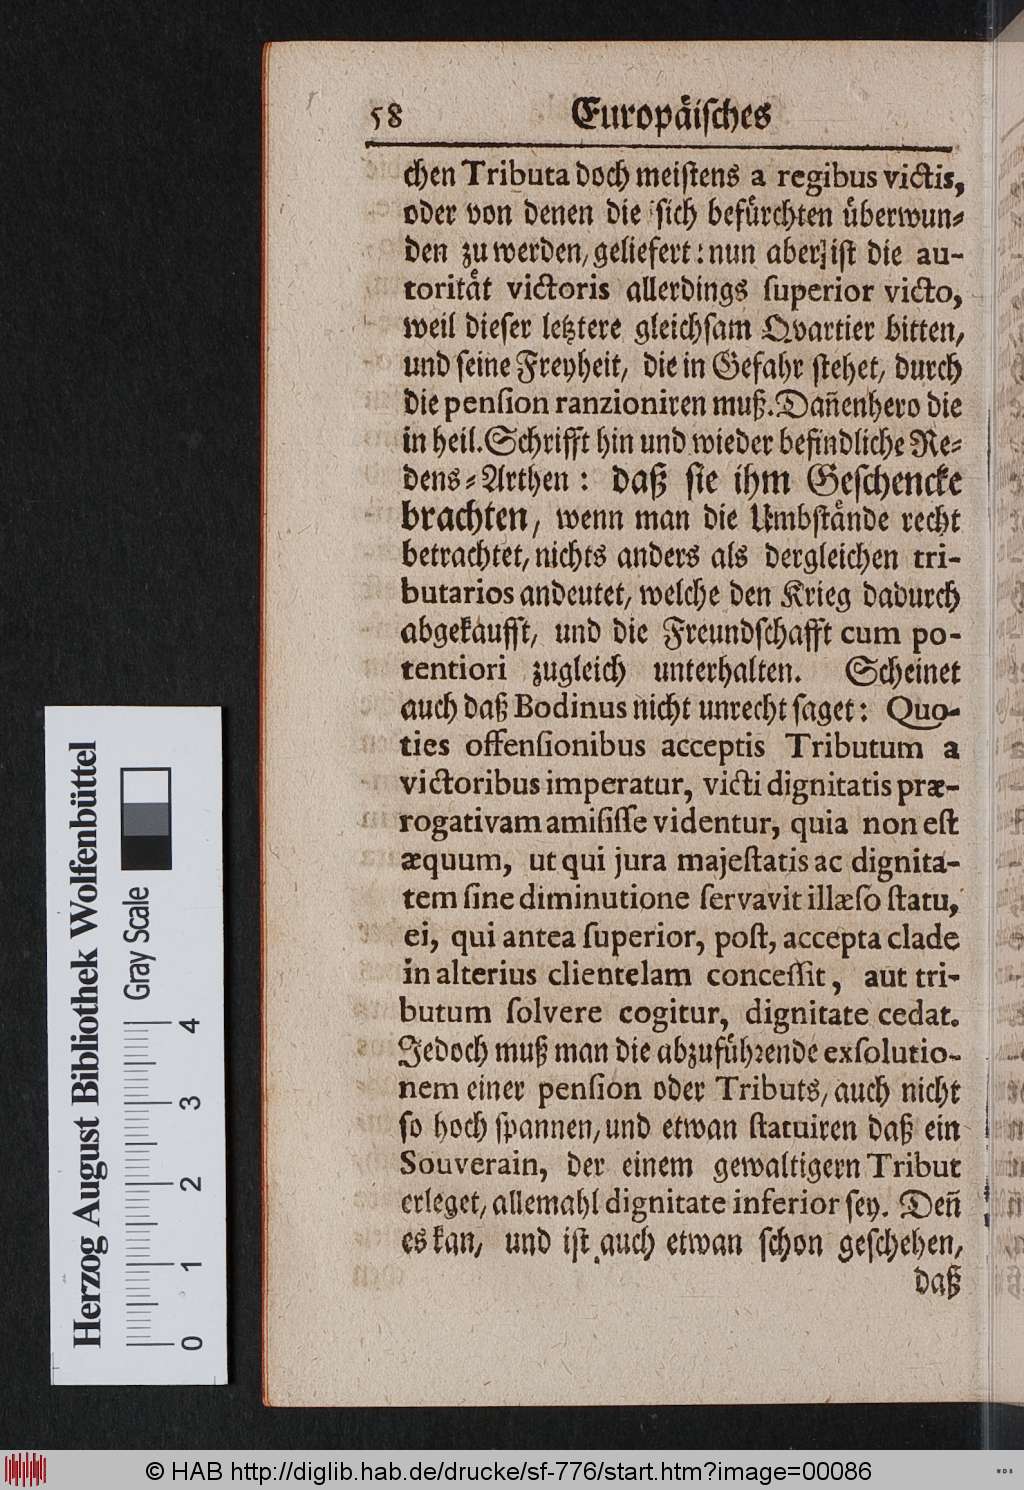 58 Europäiſches
chen Tributa doch meiſtens a regibus victis,
oder von denen die ſich befürchten überwun⸗
den zu werden, geliefert: nun aber iſt die au-
torität victoris allerdings ſuperior victo,
weil dieſer letztere gleichſam Qvartier bitten,
und ſeine Freyheit, die in Gefahr ſtehet, durch
die penſion ranzioniren muß. Dañenhero die
in heil. Schrifft hin und wieder befindliche Re⸗
dens⸗Arthen: daß ſie ihm Geſchencke
brachten, wenn man die Umbſtände recht
betrachtet, nichts anders als dergleichen tri-
butarios andeutet, welche den Krieg dadurch
abgekaufft, und die Freundſchafft cum po-
tentiori zugleich unterhalten. Scheinet
auch daß Bodinus nicht unrecht ſaget: Quo-
ties offenſionibus acceptis Tributum a
victoribus imperatur, victi dignitatis præ-
rogativam amiſiſſe videntur, quia non eſt
æquum, ut qui jura majeſtatis ac dignita-
tem ſine diminutione ſervavit illæſo ſtatu,
ei, qui antea ſuperior, poſt, accepta clade
in alterius clientelam conceſſit, aut tri-
butum ſolvere cogitur, dignitate cedat.
Jedoch muß man die abzuführende exſolutio-
nem einer penſion oder Tributs, auch nicht
ſo hoch ſpannen, und etwan ſtatuiren daß ein
Souverain, der einem gewaltigern Tribut
erleget, allemahl dignitate inferior ſey. Deñ
es kan, und iſt auch etwan ſchon geſchehen,
daß
Herzog August Bibliothek Wolfenbüttel
Gray Scale
0 1 2 3 4
© HAB http://diglib.hab.de/drucke/sf-776/start.htm?image=00086